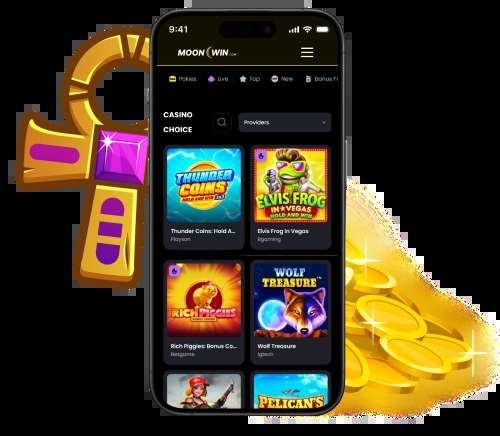 9:41
MOON WIN .COM
Pokies Live Top New Bonus
CASINO
CHOICE
Providers
THUNDER
COINS
HOLD AND WIN
Thunder Coins: Hold A...
Playson
ELVIS FROG
IN VEGAS
HOLD AND WIN
Elvis Frog In Vegas
Bgaming
RICH PIGGIES
Rich Piggies: Bonus Co...
Netgame
WOLF
TREASURE
Wolf Treasure
Igtech
PELICAN'S